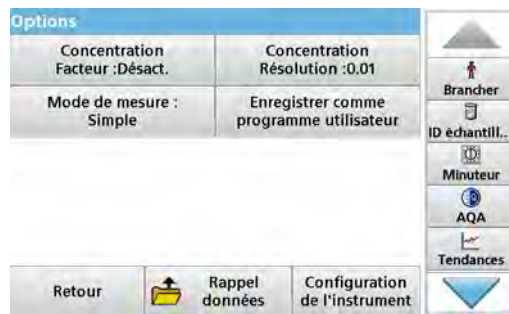 Options
Concentration
Facteur :Désact.
Concentration
Résolution :0.01
Mode de mesure :
Simple
Enregistrer comme
programme utilisateur
Retour
Rappel
données
Configuration
de l'instrument
Brancher
ID échantill..
Minuteur
AQA
Tendances